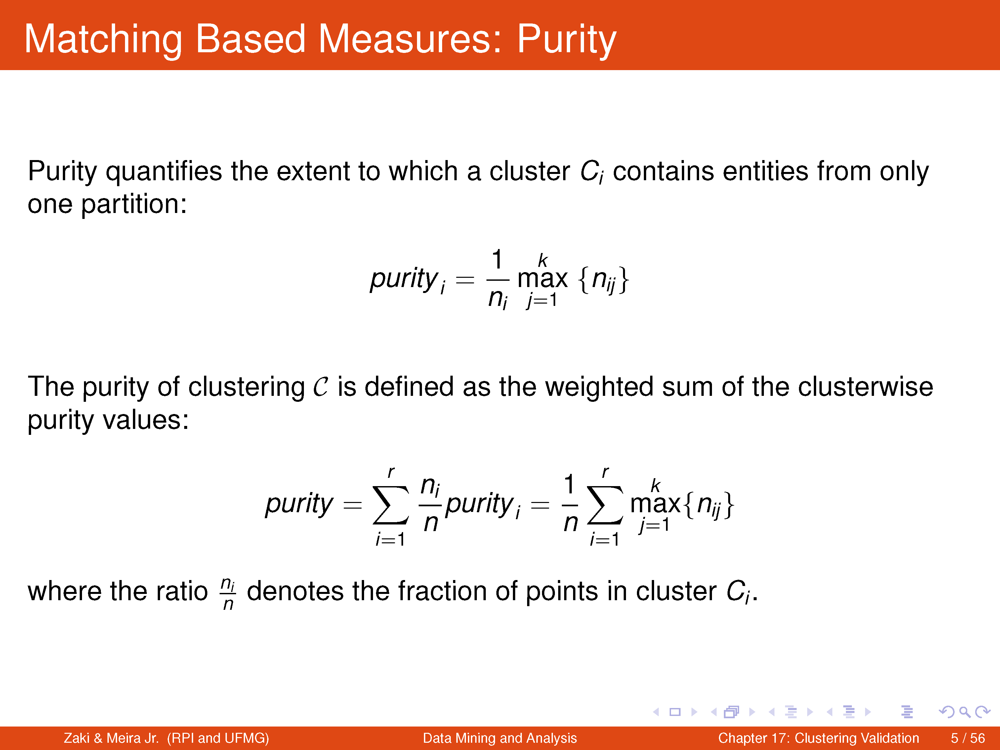 Matching Based Measures: Purity
Purity quantifies the extent to which a cluster C_i contains entities from only
one partition:
purity_i = \frac{1}{n_i} \max_{j=1}^{k} \{n_{ij}\}
The purity of clustering 𝒞 is defined as the weighted sum of the clusterwise
purity values:
purity = \sum_{i=1}^{r} \frac{n_i}{n} purity_i = \frac{1}{n} \sum_{i=1}^{r} \max_{j=1}^{k} \{n_{ij}\}
where the ratio \frac{n_i}{n} denotes the fraction of points in cluster C_i.
Zaki & Meira Jr. (RPI and UFMG) Data Mining and Analysis Chapter 17: Clustering Validation 5 / 56